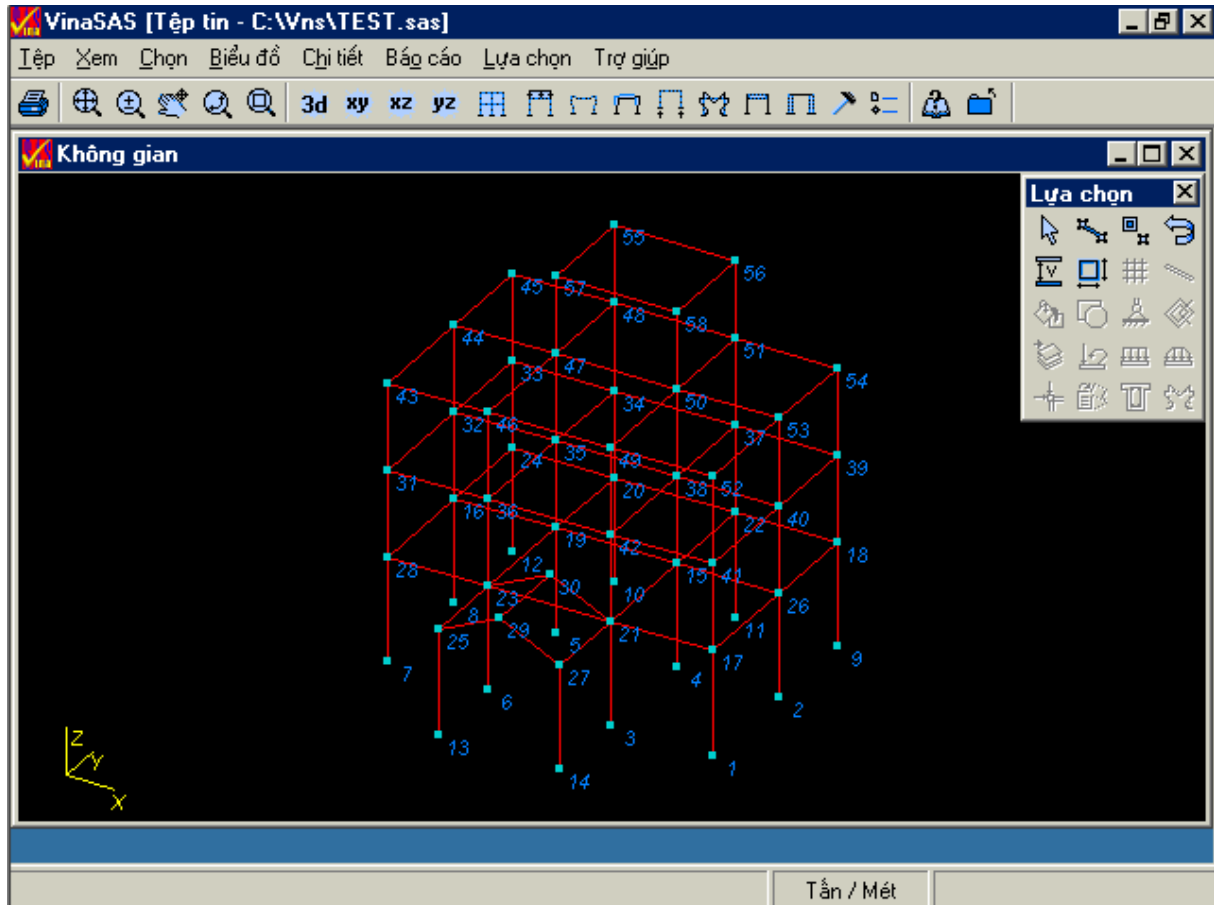 VinaSAS [Tệp tin - C:\Vns\TEST.sas]
Tệp Xem Chọn Biểu đồ Chi tiết Báo cáo Lựa chọn Trợ giúp
3d xy xz yz
Không gian
Lựa chọn
55
56
45 57
48 58
44
51
33 47
54
43
34 50
32 46
37 53
24 35 49
39
31
20 38 52
16 36
22 40
19 42
18
12
15 41
28
30 10
23
26
8 29
11
25 5 21
17 9
7
27 4
6
2
3
13
1
14
Z
Y
X
Tấn / Mét